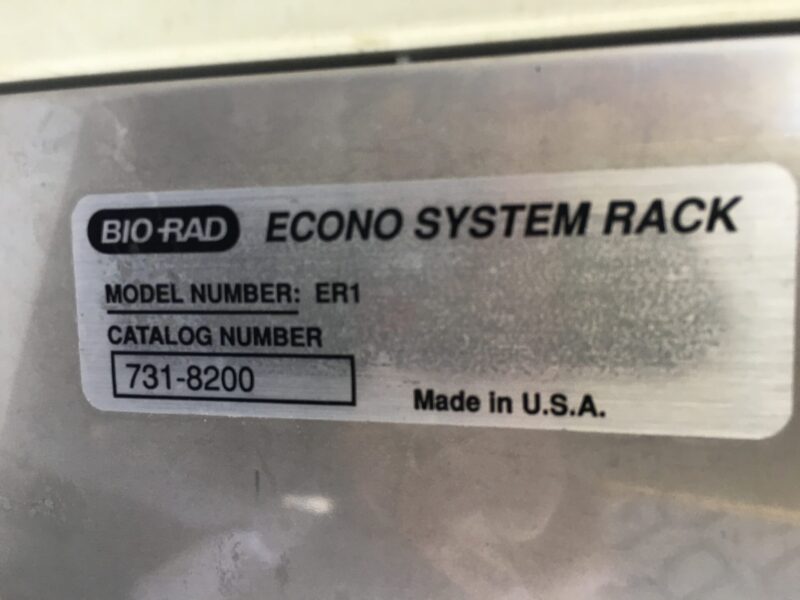 BIO-RAD ECONO SYSTEM RACK
MODEL NUMBER: ER1
CATALOG NUMBER
731-8200
Made in U.S.A.